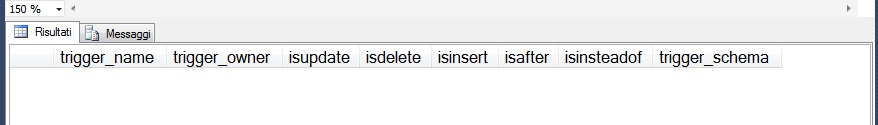 150 %
Risultati Messaggi
trigger_name trigger_owner isupdate isdelete isinsert isafter isinsteadof trigger_schema